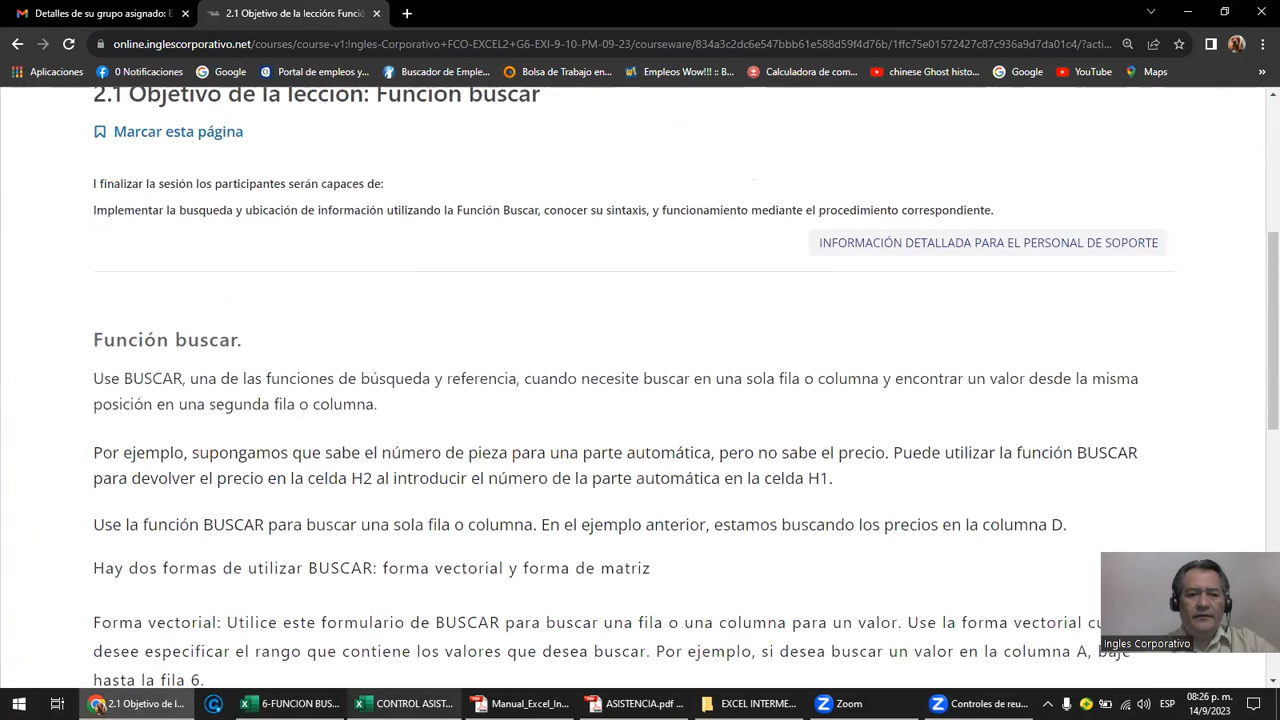 Detalles de su grupo asignado: E
2.1 Objetivo de la lección: Funció
online.inglescorporativo.net/courses/course-v1:Ingles-Corporativo+FCO-EXCEL2+G6-EXI-9-10-PM-09-23/courseware/834a3c2dc6e547bbb61e588d59f4d76b/1ffc75e01572427c87c936a9d7da01c4/?acti...
Aplicaciones
0 Notificaciones
Google
Portal de empleos y...
Buscador de Emple...
Bolsa de Trabajo en...
Empleos Wow!!! :: B...
Calculadora de com...
chinese Ghost histo...
Google
YouTube
Maps
»
2.1 Objetivo de la lección: Función buscar
Marcar esta página
l finalizar la sesión los participantes serán capaces de:
Implementar la busqueda y ubicación de información utilizando la Función Buscar, conocer su sintaxis, y funcionamiento mediante el procedimiento correspondiente.
INFORMACIÓN DETALLADA PARA EL PERSONAL DE SOPORTE
Función buscar.
Use BUSCAR, una de las funciones de búsqueda y referencia, cuando necesite buscar en una sola fila o columna y encontrar un valor desde la misma
posición en una segunda fila o columna.
Por ejemplo, supongamos que sabe el número de pieza para una parte automática, pero no sabe el precio. Puede utilizar la función BUSCAR
para devolver el precio en la celda H2 al introducir el número de la parte automática en la celda H1.
Use la función BUSCAR para buscar una sola fila o columna. En el ejemplo anterior, estamos buscando los precios en la columna D.
Hay dos formas de utilizar BUSCAR: forma vectorial y forma de matriz
Forma vectorial: Utilice este formulario de BUSCAR para buscar una fila o una columna para un valor. Use la forma vectorial cu
desee especificar el rango que contiene los valores que desea buscar. Por ejemplo, si desea buscar un valor en la columna A, baje
hasta la fila 6.
Ingles Corporativo
2.1 Objetivo de la l...
6-FUNCION BUS...
CONTROL ASIST...
Manual_Excel_In...
ASISTENCIA.pdf ...
EXCEL INTERME...
Zoom
Controles de reu...
ESP
08:26 p. m.
14/9/2023